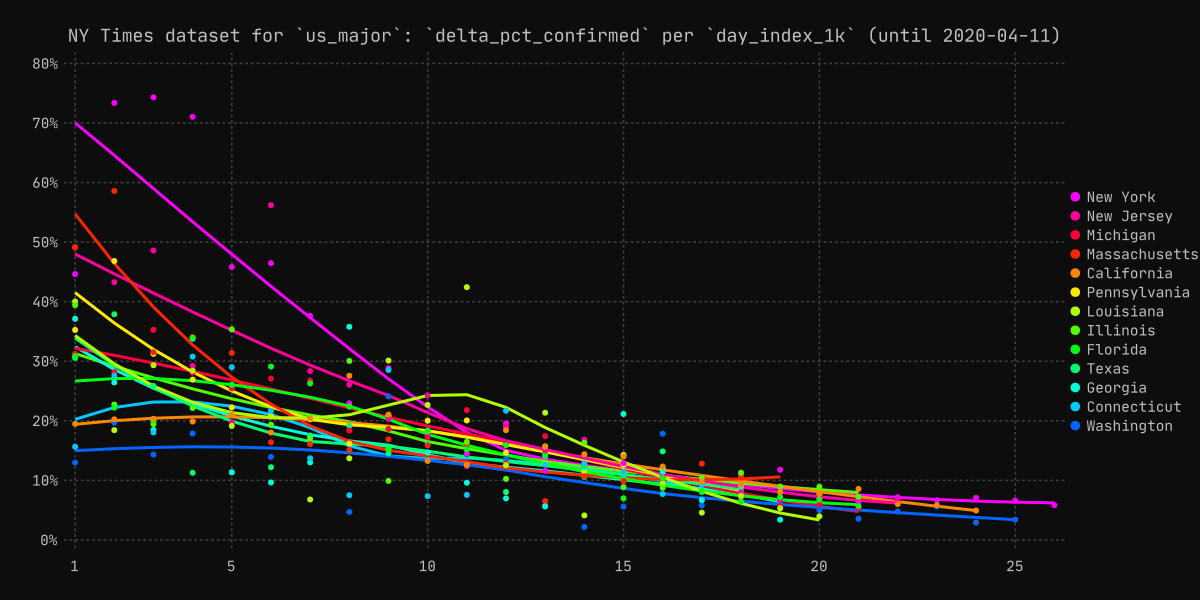 NY Times dataset for `us_major`: `delta_pct_confirmed` per `day_index_1k` (until 2020-04-11)
80%
70%
60%
50%
40%
30%
20%
10%
0%
1 5 10 15 20 25
New York
New Jersey
Michigan
Massachusetts
California
Pennsylvania
Louisiana
Illinois
Florida
Texas
Georgia
Connecticut
Washington